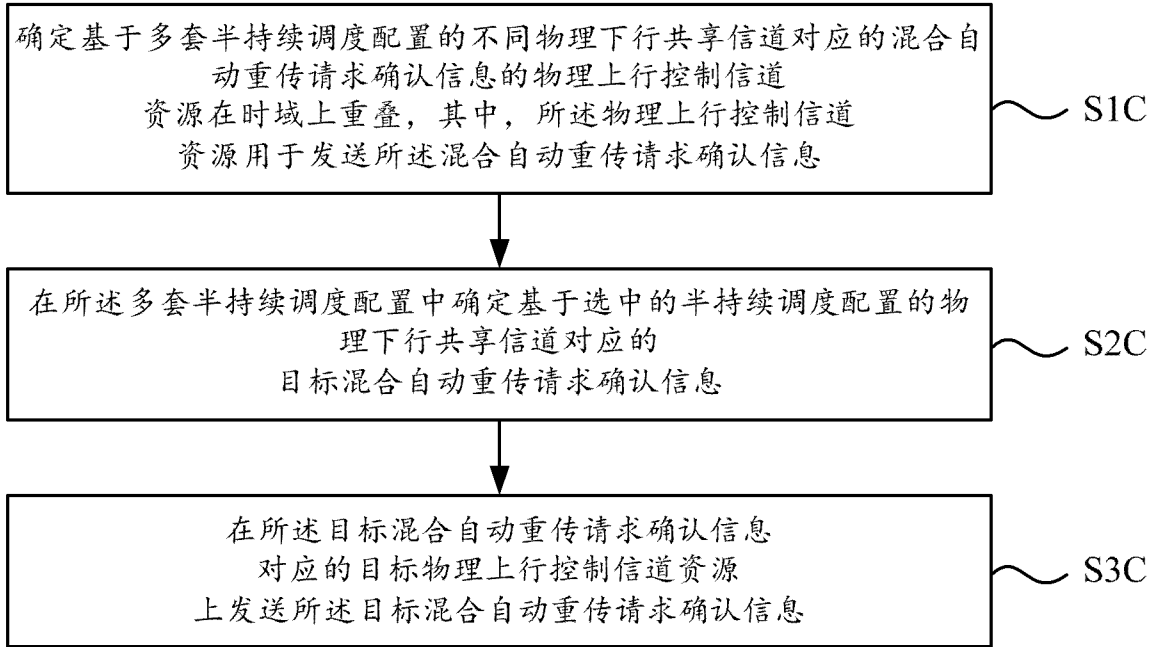 确定基于多套半持续调度配置的不同物理下行共享信道对应的混合自
动重传请求确认信息的物理上行控制信道
资源在时域上重叠，其中，所述物理上行控制信道
资源用于发送所述混合自动重传请求确认信息
S1C
在所述多套半持续调度配置中确定基于选中的半持续调度配置的物
理下行共享信道对应的
目标混合自动重传请求确认信息
S2C
在所述目标混合自动重传请求确认信息
对应的目标物理上行控制信道资源
上发送所述目标混合自动重传请求确认信息
S3C